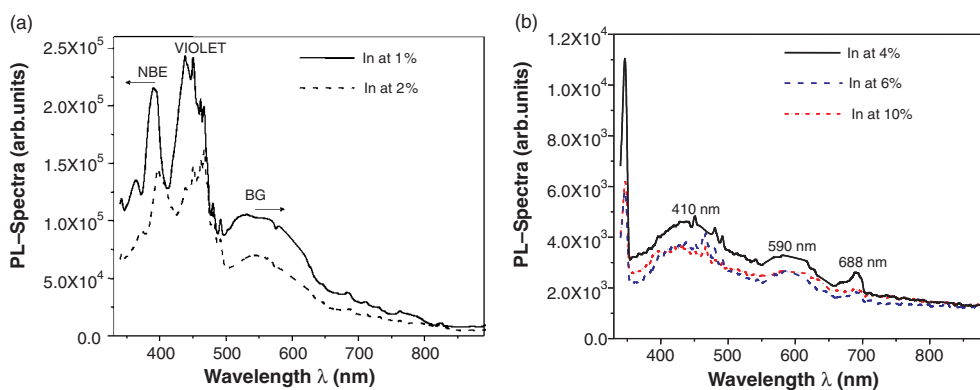 (a)
2.5X10⁵
2.0X10⁵
1.5X10⁵
1.0X10⁵
5.0X10⁴
0.0
PL–Spectra (arb.units)
NBE
VIOLET
BG
In at 1%
In at 2%
400 500 600 700 800
Wavelength λ (nm)
(b)
1.2X10⁴
1.0X10⁴
8.0X10³
6.0X10³
4.0X10³
2.0X10³
0.0
PL–Spectra (arb.units)
In at 4%
In at 6%
In at 10%
410 nm
590 nm
688 nm
400 500 600 700 800
Wavelength λ (nm)